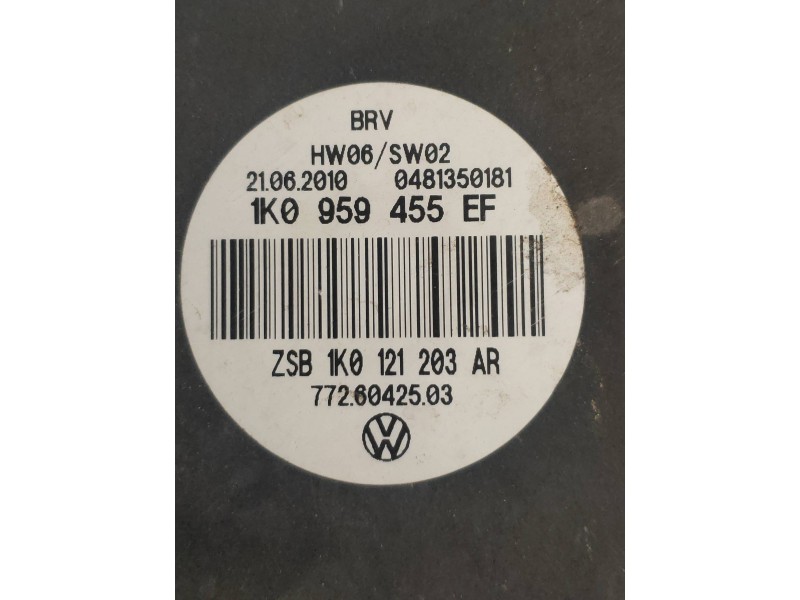 BRV
HW06/SW02
21.06.2010 0481350181
1K0 959 455 EF
ZSB 1K0 121 203 AR
772.60425.03
VW